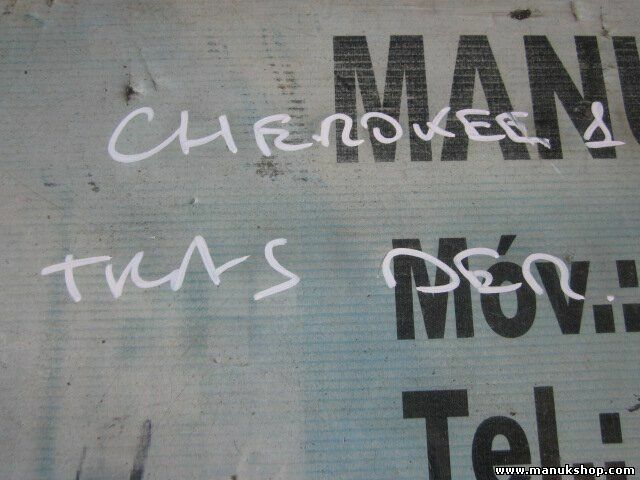 MANU
CHEROKEE 1
TRAS DER.
Móv.:
Tel.:
www.manukshop.com